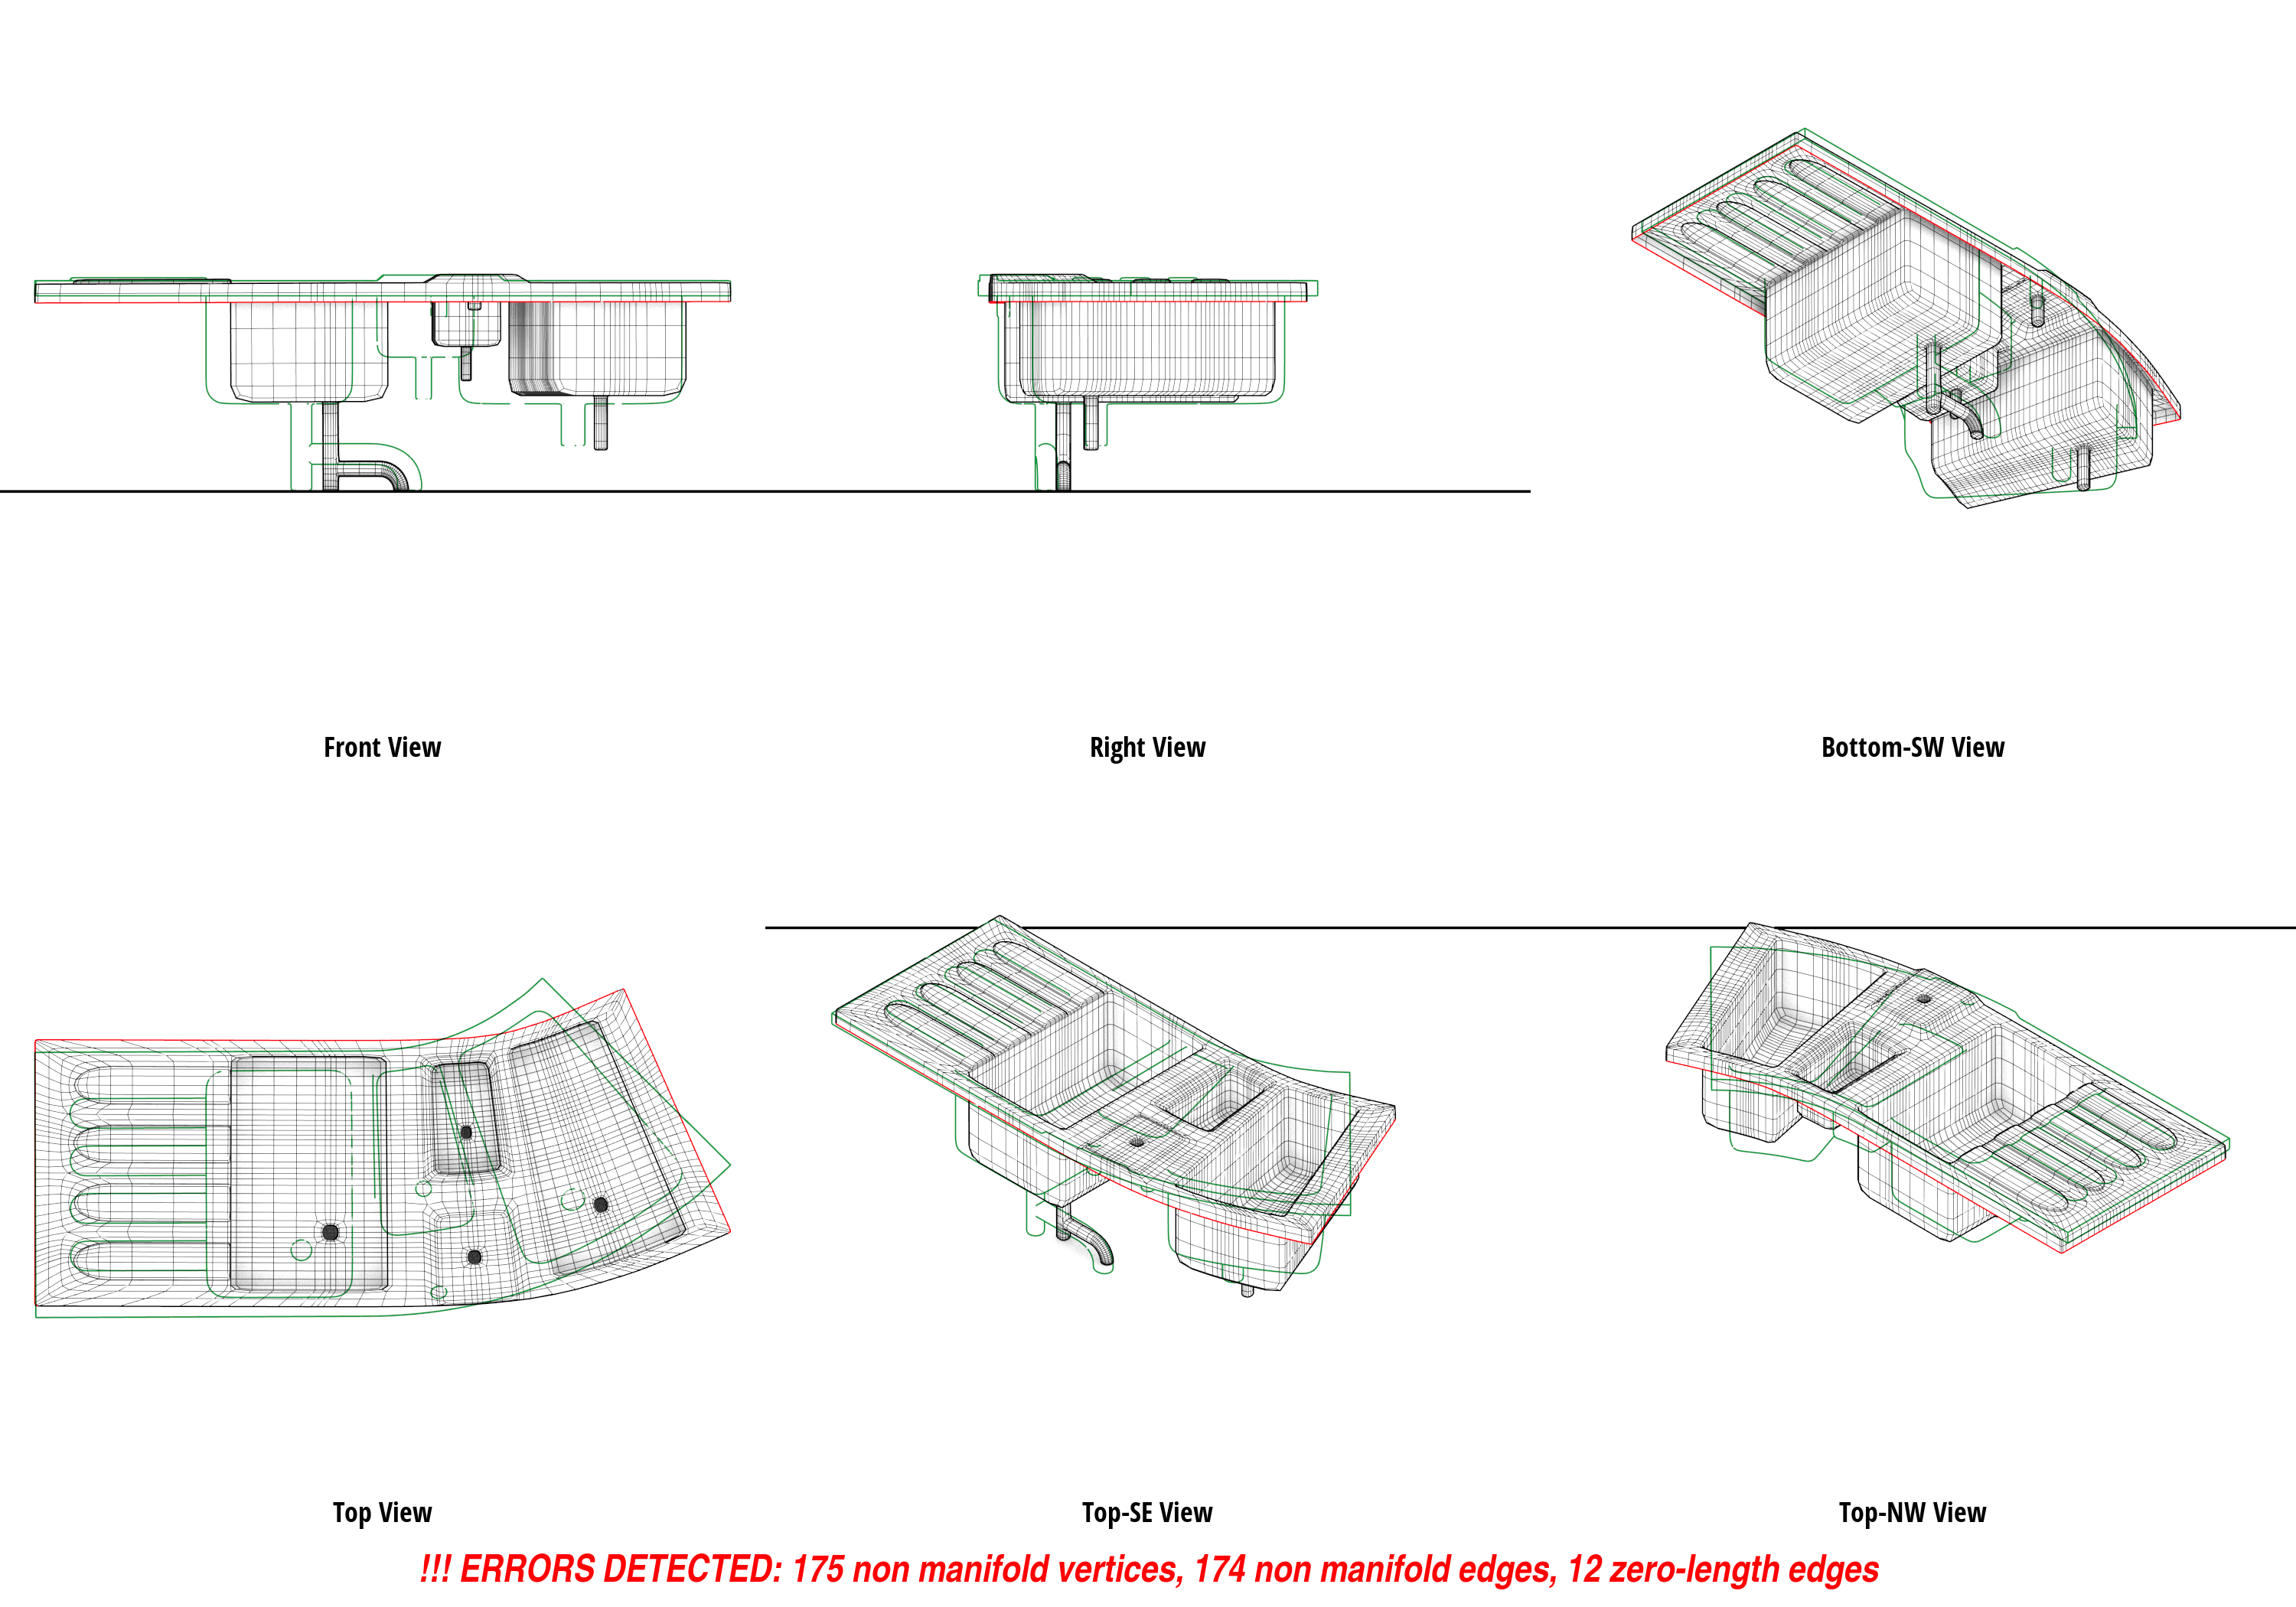 Front View
Right View
Bottom-SW View
Top View
Top-SE View
Top-NW View
!!! ERRORS DETECTED: 175 non manifold vertices, 174 non manifold edges, 12 zero-length edges